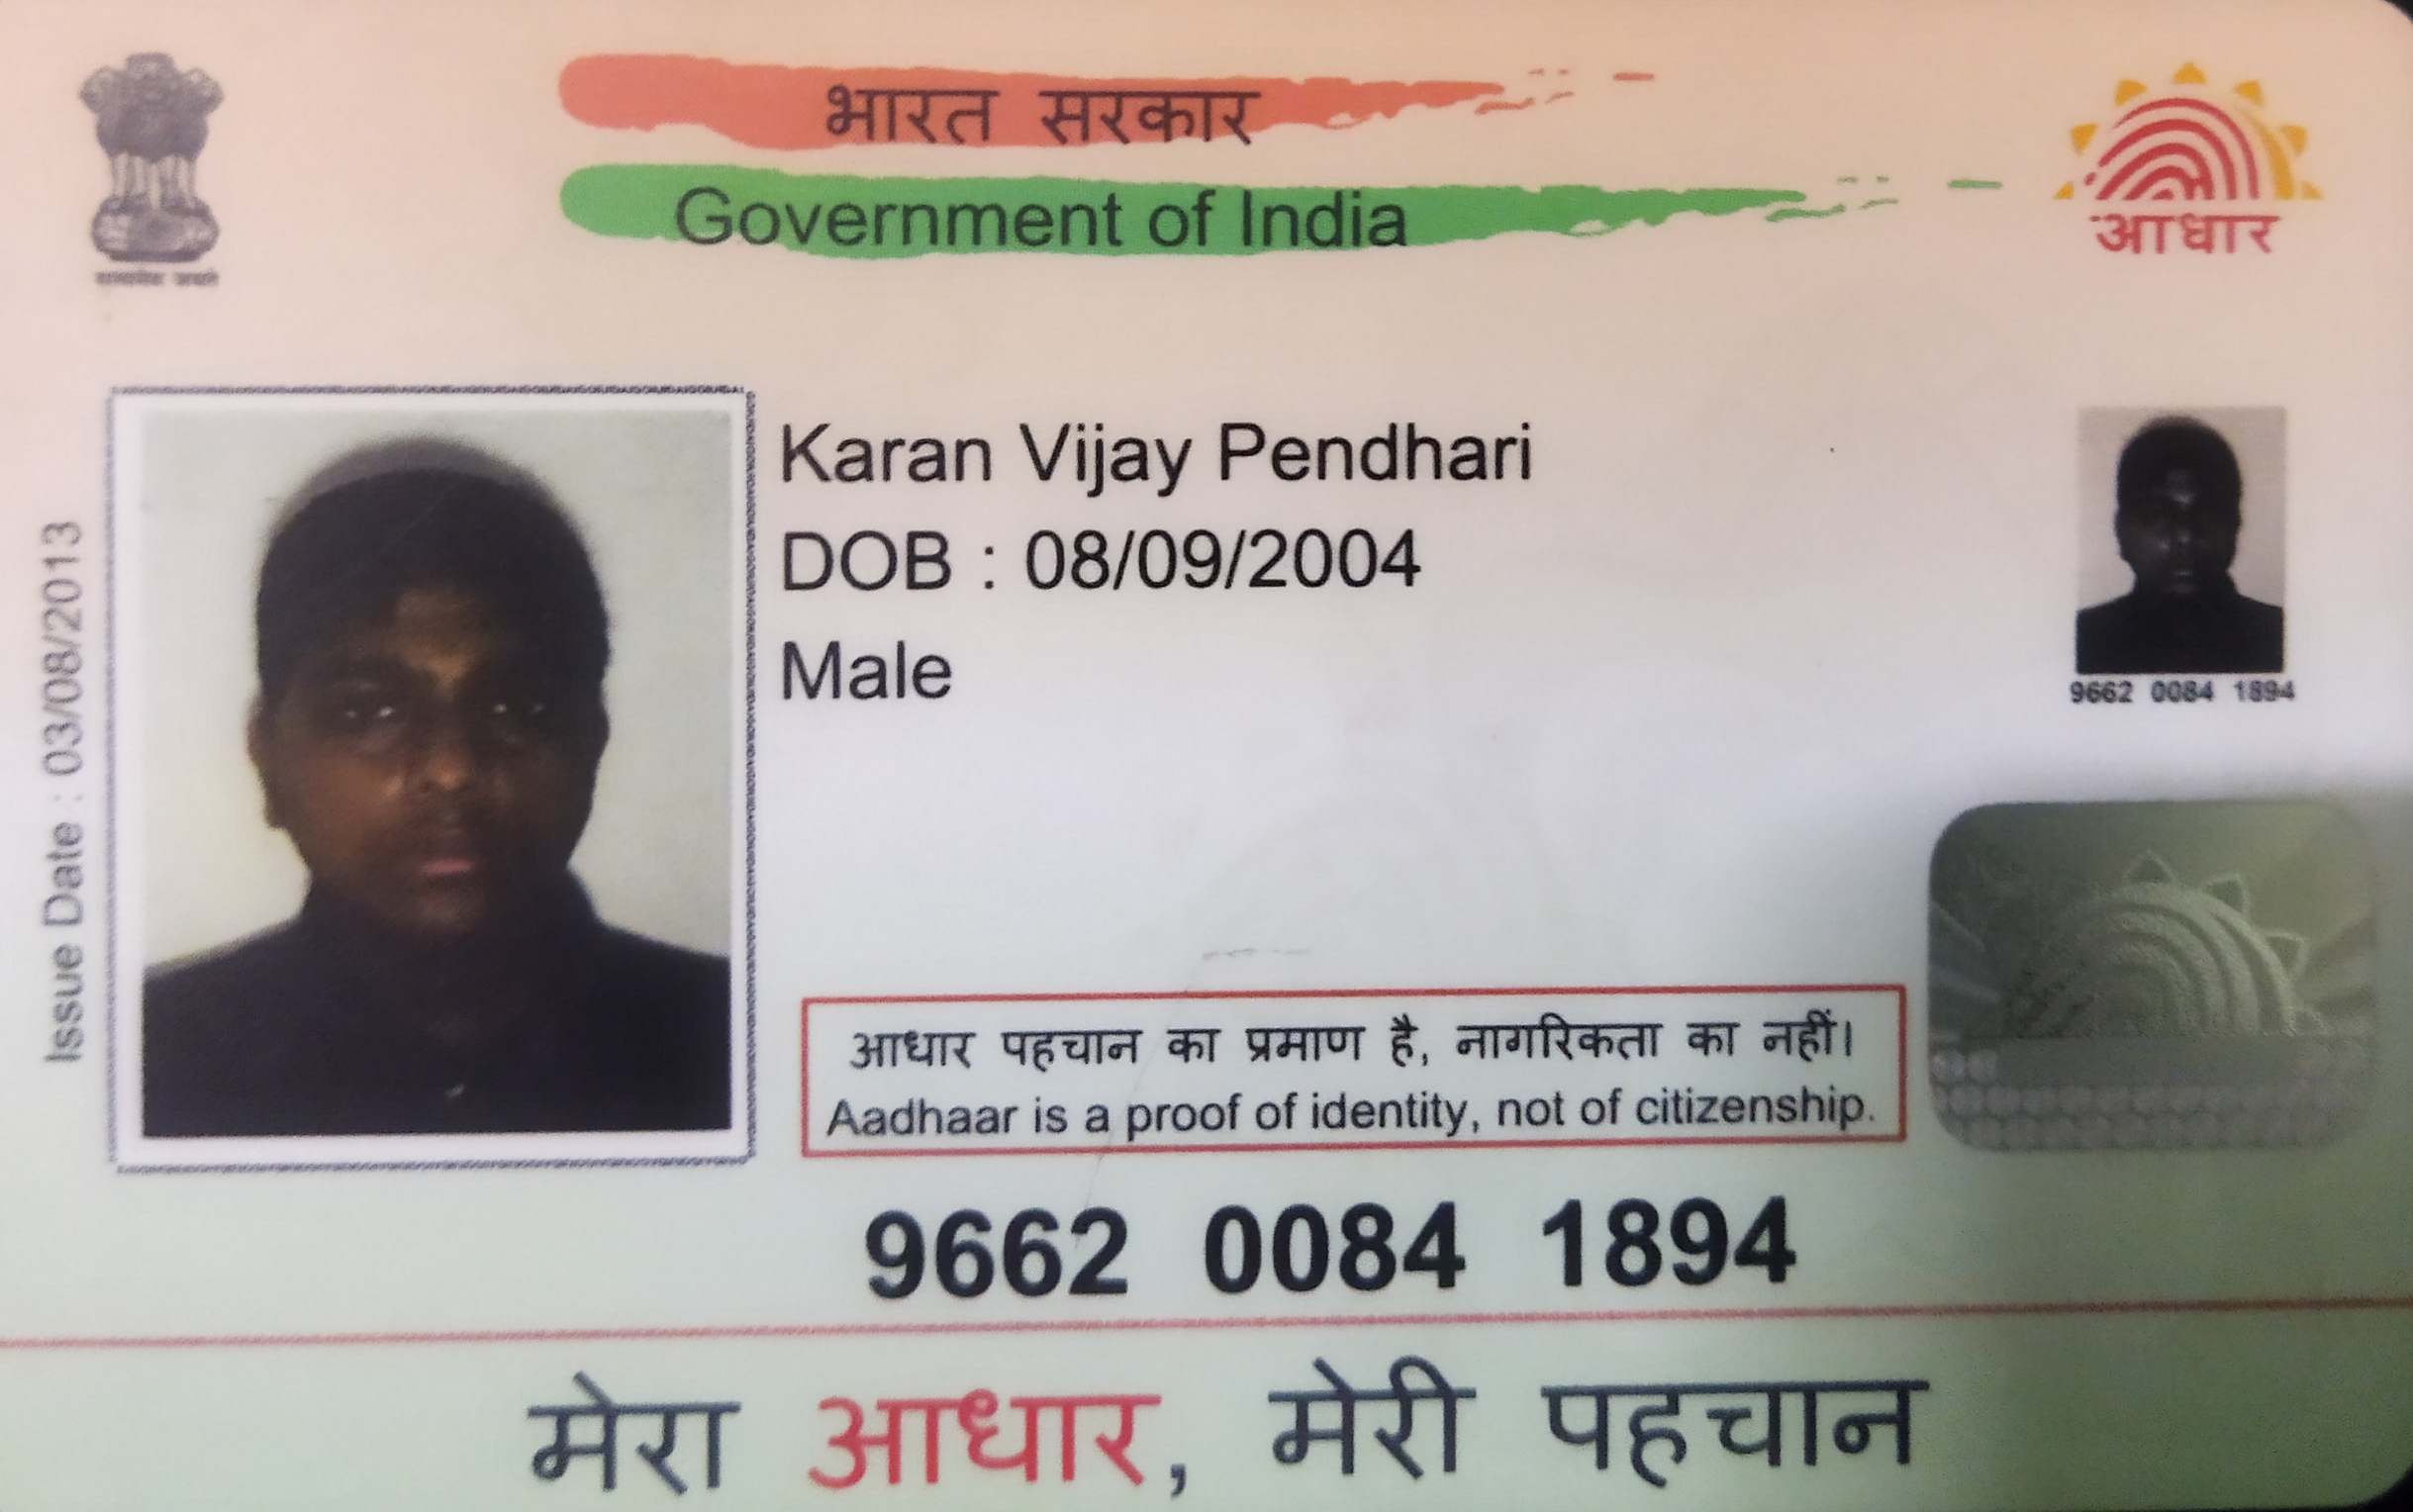 भारत सरकार
Government of India
आधार
Issue Date : 03/08/2013
Karan Vijay Pendhari
DOB : 08/09/2004
Male
9662 0084 1894
आधार पहचान का प्रमाण है, नागरिकता का नहीं।
Aadhaar is a proof of identity, not of citizenship.
9662 0084 1894
मेरा आधार, मेरी पहचान